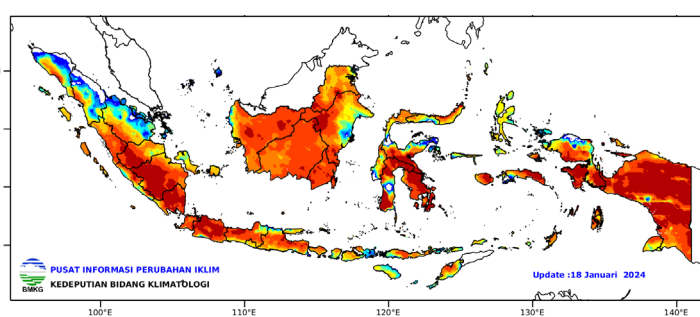 PUSAT INFORMASI PERUBAHAN IKLIM
KEDEPUTIAN BIDANG KLIMATOLOGI
BMKG
Update :18 Januari 2024
100°E 110°E 120°E 130°E 140°E